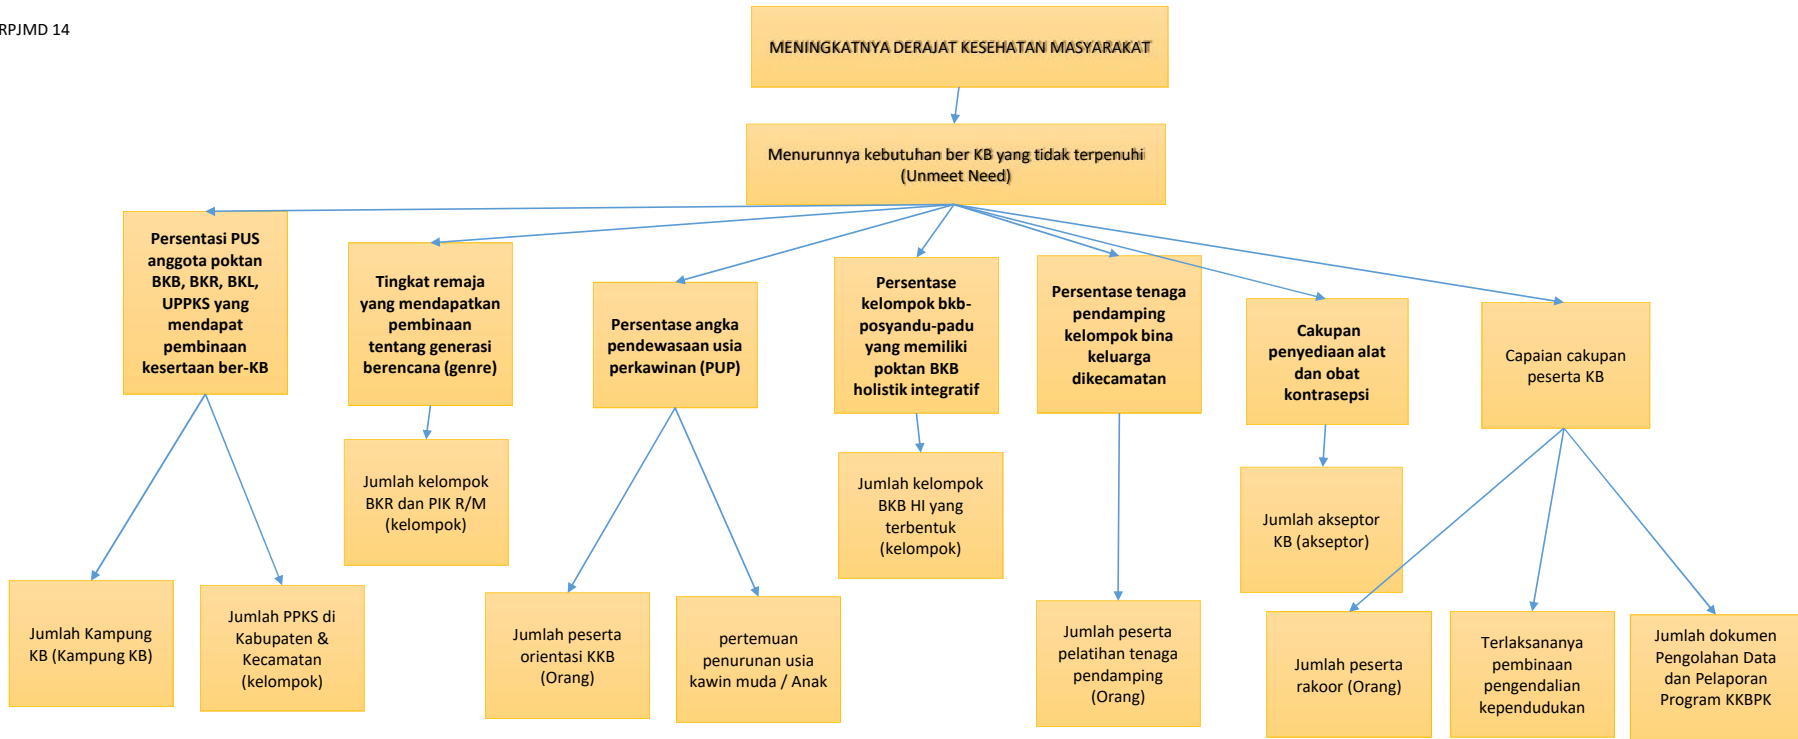 RPJMD 14
MENINGKATNYA DERAJAT KESEHATAN MASYARAKAT
Menurunnya kebutuhan ber KB yang tidak terpenuhi
(Unmeet Need)
Persentasi PUS
anggota poktan
BKB, BKR, BKL,
UPPKS yang
mendapat
pembinaan
kesertaan ber-KB
Tingkat remaja
yang mendapatkan
pembinaan
tentang generasi
berencana (genre)
Persentase angka
pendewasaan usia
perkawinan (PUP)
Persentase
kelompok bkb-
posyandu-padu
yang memiliki
poktan BKB
holistik integratif
Persentase tenaga
pendamping
kelompok bina
keluarga
dikecamatan
Cakupan
penyediaan alat
dan obat
kontrasepsi
Capaian cakupan
peserta KB
Jumlah Kampung
KB (Kampung KB)
Jumlah PPKS di
Kabupaten &
Kecamatan
(kelompok)
Jumlah kelompok
BKR dan PIK R/M
(kelompok)
Jumlah peserta
orientasi KKB
(Orang)
pertemuan
penurunan usia
kawin muda / Anak
Jumlah kelompok
BKB HI yang
terbentuk
(kelompok)
Jumlah peserta
pelatihan tenaga
pendamping
(Orang)
Jumlah akseptor
KB (akseptor)
Jumlah peserta
rakoor (Orang)
Terlaksananya
pembinaan
pengendalian
kependudukan
Jumlah dokumen
Pengolahan Data
dan Pelaporan
Program KKBPK